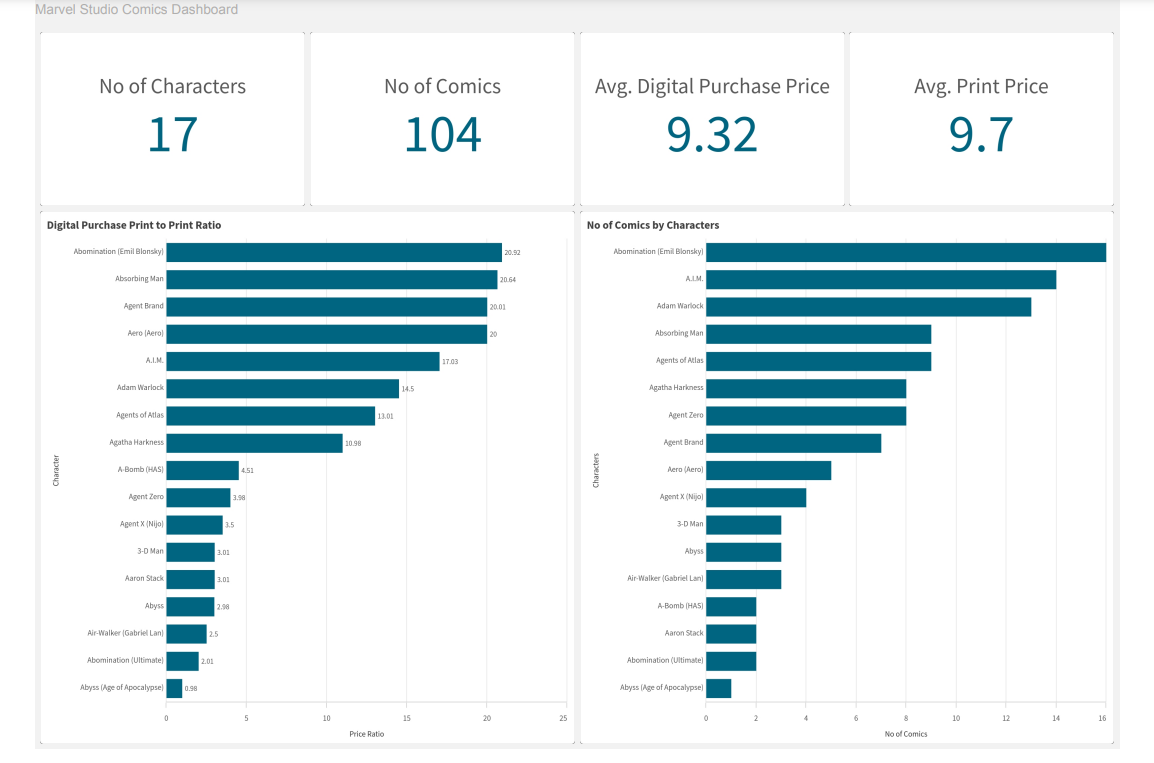 Marvel Studio Comics Dashboard
No of Characters
17
No of Comics
104
Avg. Digital Purchase Price
9.32
Avg. Print Price
9.7
Digital Purchase Print to Print Ratio
Character
Abomination (Emil Blonsky) 20.92
Absorbing Man 20.64
Agent Brand 20.01
Aero (Aero) 20
A.I.M. 17.03
Adam Warlock 14.5
Agents of Atlas 13.01
Agatha Harkness 10.98
A-Bomb (HAS) 4.51
Agent Zero 3.98
Agent X (Nijo) 3.5
3-D Man 3.01
Aaron Stack 3.01
Abyss 2.98
Air-Walker (Gabriel Lan) 2.5
Abomination (Ultimate) 2.01
Abyss (Age of Apocalypse) 0.98
0 5 10 15 20 25
Price Ratio
No of Comics by Characters
Characters
Abomination (Emil Blonsky)
A.I.M.
Adam Warlock
Absorbing Man
Agents of Atlas
Agatha Harkness
Agent Zero
Agent Brand
Aero (Aero)
Agent X (Nijo)
3-D Man
Abyss
Air-Walker (Gabriel Lan)
A-Bomb (HAS)
Aaron Stack
Abomination (Ultimate)
Abyss (Age of Apocalypse)
0 2 4 6 8 10 12 14 16
No of Comics